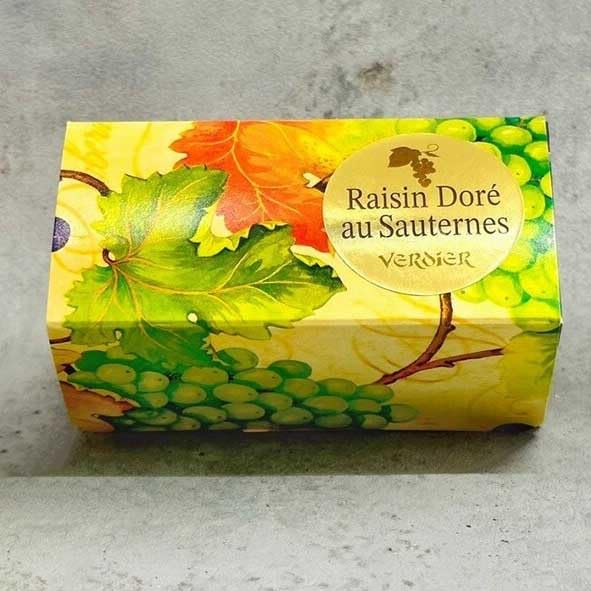 Raisin Doré
au Sauternes
VERDIER